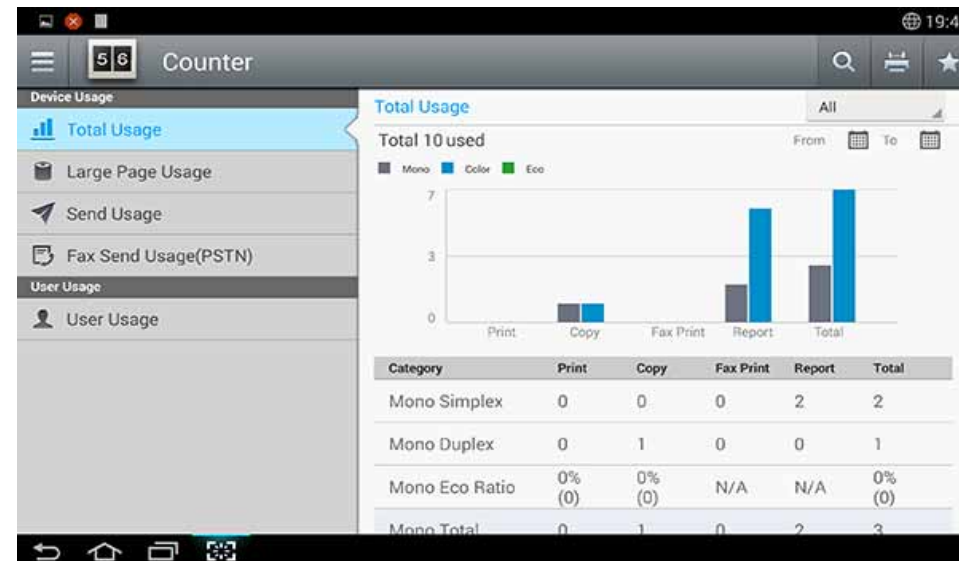 19:4
5 6 Counter
Device Usage
Total Usage
Large Page Usage
Send Usage
Fax Send Usage(PSTN)
User Usage
User Usage
Total Usage All
Total 10 used From To
Mono Color Eco
7
3
0
Print Copy Fax Print Report Total
Category Print Copy Fax Print Report Total
Mono Simplex 0 0 0 2 2
Mono Duplex 0 1 0 0 1
Mono Eco Ratio 0% (0) 0% (0) N/A N/A 0% (0)
Mono Total 0 1 0 2 3